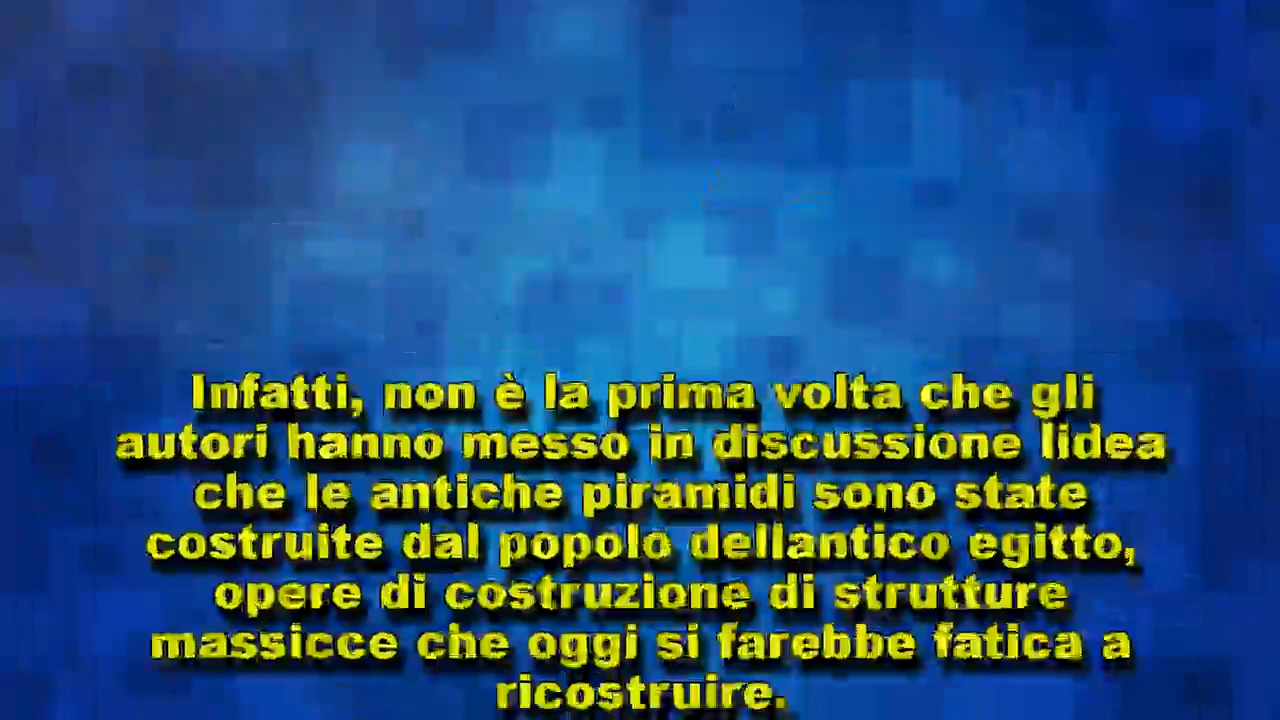 Infatti, non è la prima volta che gli
autori hanno messo in discussione lidea
che le antiche piramidi sono state
costruite dal popolo dellantico egitto,
opere di costruzione di strutture
massicce che oggi si farebbe fatica a
ricostruire.